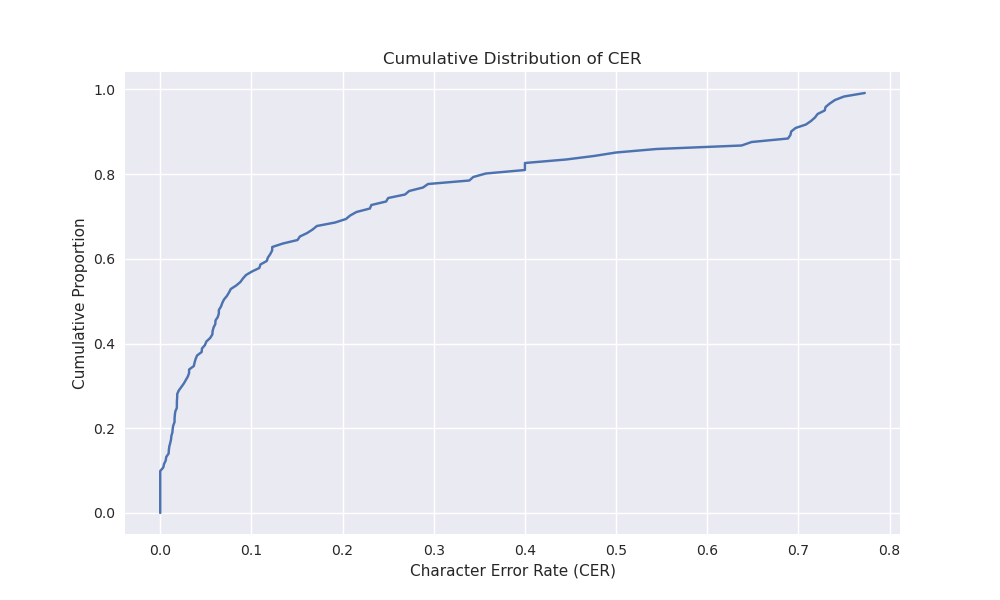 Cumulative Distribution of CER
1.0
0.8
0.6
0.4
0.2
0.0
Cumulative Proportion
0.0 0.1 0.2 0.3 0.4 0.5 0.6 0.7 0.8
Character Error Rate (CER)